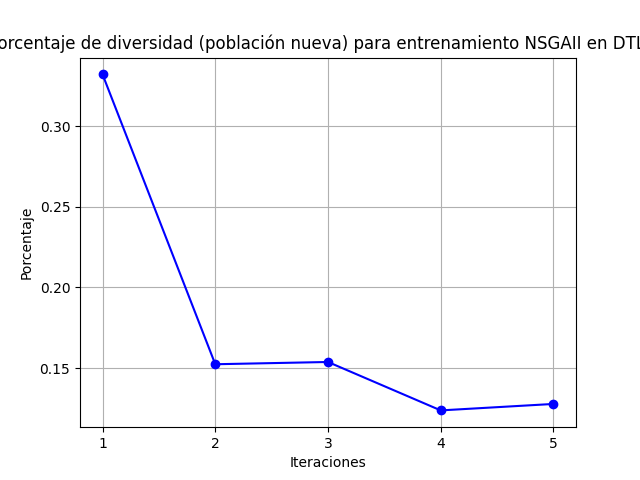 orcentaje de diversidad (población nueva) para entrenamiento NSGAII en DTL
0.30
0.25
0.20
0.15
Porcentaje
1 2 3 4 5
Iteraciones